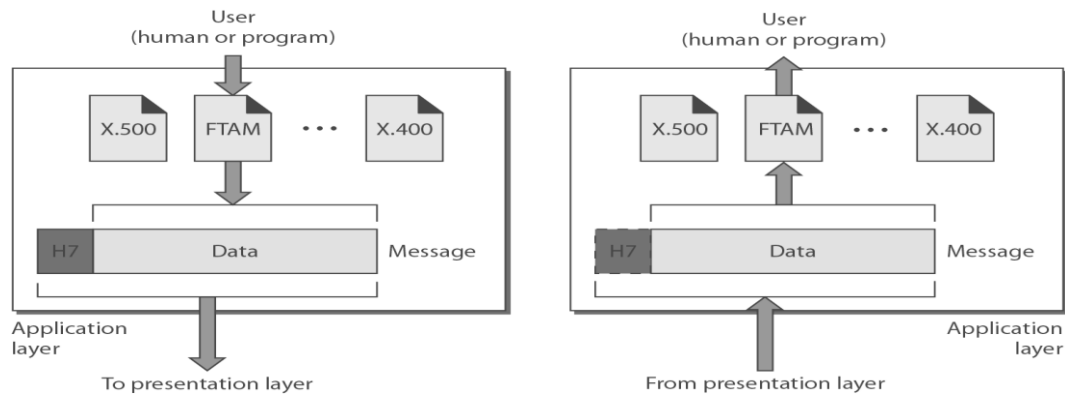 User
(human or program)
X.500
FTAM
...
X.400
H7
Data
Message
Application
layer
To presentation layer
User
(human or program)
X.500
FTAM
...
X.400
H7
Data
Message
Application
layer
From presentation layer